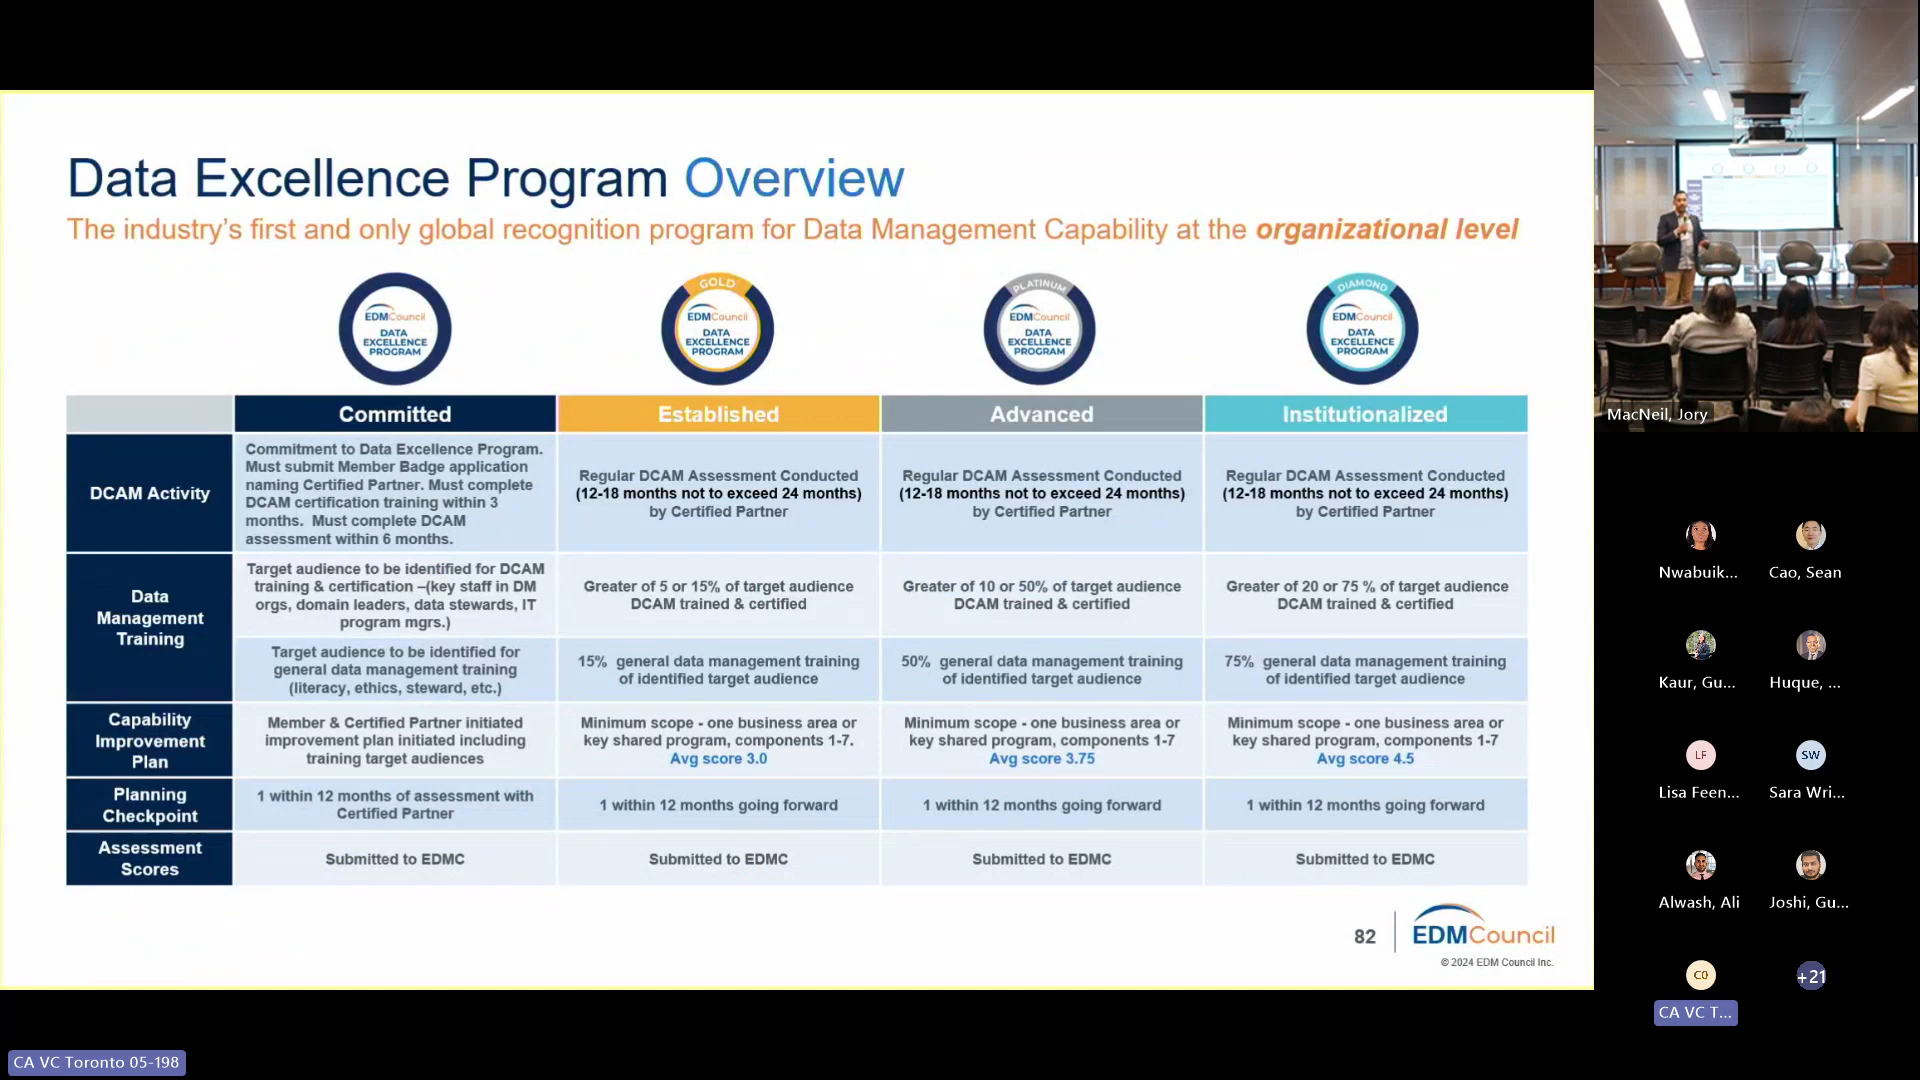 Data Excellence Program Overview
The industry's first and only global recognition program for Data Management Capability at the organizational level
EDMCouncil
DATA
EXCELLENCE
PROGRAM
GOLD
EDMCouncil
DATA
EXCELLENCE
PROGRAM
PLATINUM
EDMCouncil
DATA
EXCELLENCE
PROGRAM
DIAMOND
EDMCouncil
DATA
EXCELLENCE
PROGRAM
Committed
Established
Advanced
Institutionalized
DCAM Activity
Commitment to Data Excellence Program.
Must submit Member Badge application
naming Certified Partner. Must complete
DCAM certification training within 3
months. Must complete DCAM
assessment within 6 months.
Regular DCAM Assessment Conducted
(12-18 months not to exceed 24 months)
by Certified Partner
Regular DCAM Assessment Conducted
(12-18 months not to exceed 24 months)
by Certified Partner
Regular DCAM Assessment Conducted
(12-18 months not to exceed 24 months)
by Certified Partner
Data
Management
Training
Target audience to be identified for DCAM
training & certification –(key staff in DM
orgs, domain leaders, data stewards, IT
program mgrs.)
Greater of 5 or 15% of target audience
DCAM trained & certified
Greater of 10 or 50% of target audience
DCAM trained & certified
Greater of 20 or 75 % of target audience
DCAM trained & certified
Target audience to be identified for
general data management training
(literacy, ethics, steward, etc.)
15% general data management training
of identified target audience
50% general data management training
of identified target audience
75% general data management training
of identified target audience
Capability
Improvement
Plan
Member & Certified Partner initiated
improvement plan initiated including
training target audiences
Minimum scope - one business area or
key shared program, components 1-7.
Avg score 3.0
Minimum scope - one business area or
key shared program, components 1-7
Avg score 3.75
Minimum scope - one business area or
key shared program, components 1-7
Avg score 4.5
Planning
Checkpoint
1 within 12 months of assessment with
Certified Partner
1 within 12 months going forward
1 within 12 months going forward
1 within 12 months going forward
Assessment
Scores
Submitted to EDMC
Submitted to EDMC
Submitted to EDMC
Submitted to EDMC
82
EDMCouncil
© 2024 EDM Council Inc.
MacNeil, Jory
Nwabuik...
Cao, Sean
Kaur, Gu...
Huque, ...
LF
SW
Lisa Feen...
Sara Wri...
Alwash, Ali
Joshi, Gu...
C0
+21
CA VC T...
CA VC Toronto 05-198